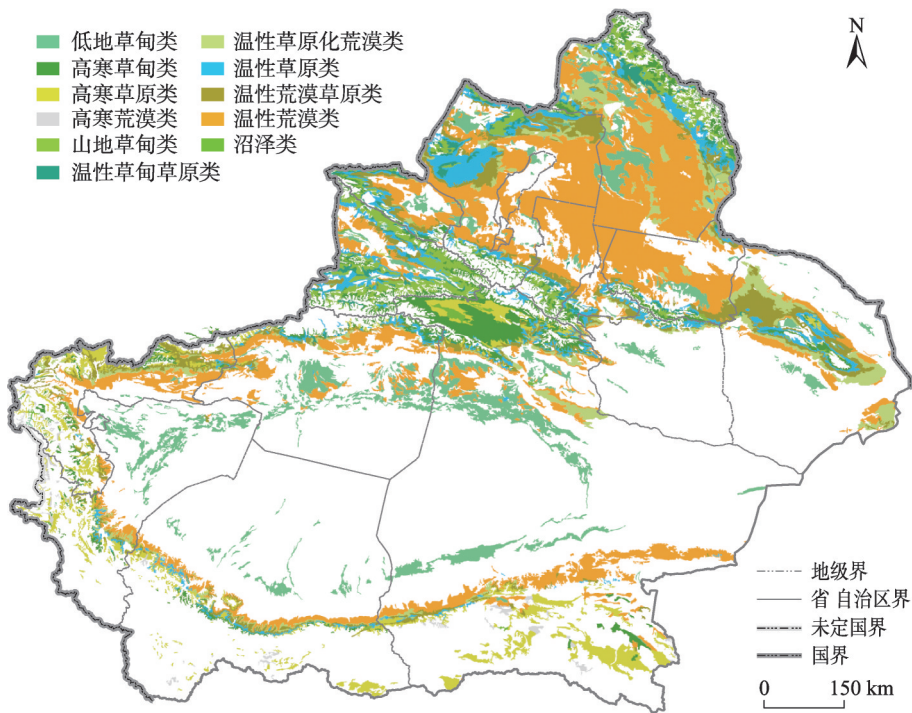 低地草甸类
高寒草甸类
高寒草原类
高寒荒漠类
山地草甸类
温性草甸草原类
温性草原化荒漠类
温性草原类
温性荒漠草原类
温性荒漠类
沼泽类
N
地级界
省 自治区界
未定国界
国界
0 150 km